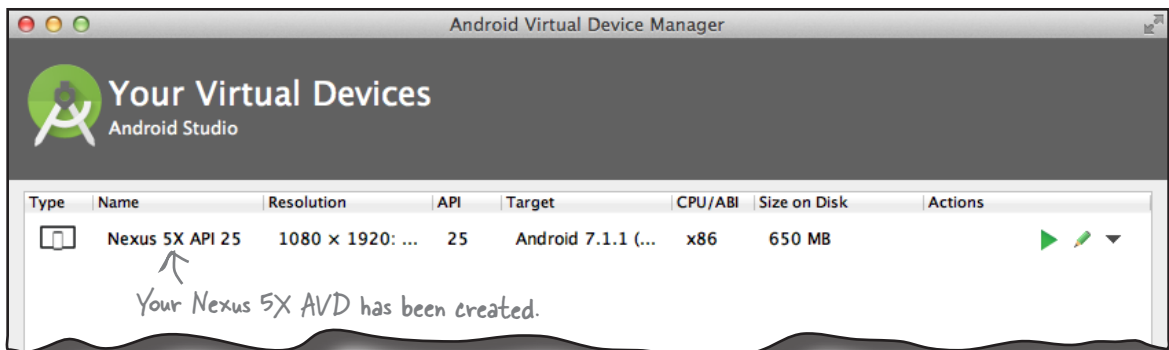 Android Virtual Device Manager
Your Virtual Devices
Android Studio
Type Name Resolution API Target CPU/ABI Size on Disk Actions
Nexus 5X API 25 1080 × 1920: ... 25 Android 7.1.1 (... x86 650 MB
Your Nexus 5X AVD has been created.